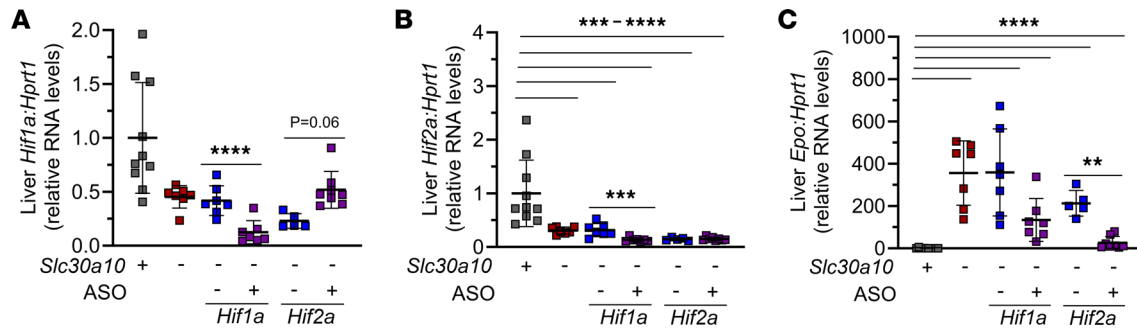 A
Liver Hif1a:Hprt1
(relative RNA levels)
2.0
1.5
1.0
0.5
0.0
****
P=0.06
Slc30a10 + - - - - -
ASO - + - +
Hif1a Hif2a
B
Liver Hif2a:Hprt1
(relative RNA levels)
4
3
2
1
0
***-****
***
+ - - - - -
- + - +
Hif1a Hif2a
C
Liver Epo:Hprt1
(relative RNA levels)
1000
800
600
400
200
0
****
**
Slc30a10 + - - - - -
ASO - + - +
Hif1a Hif2a